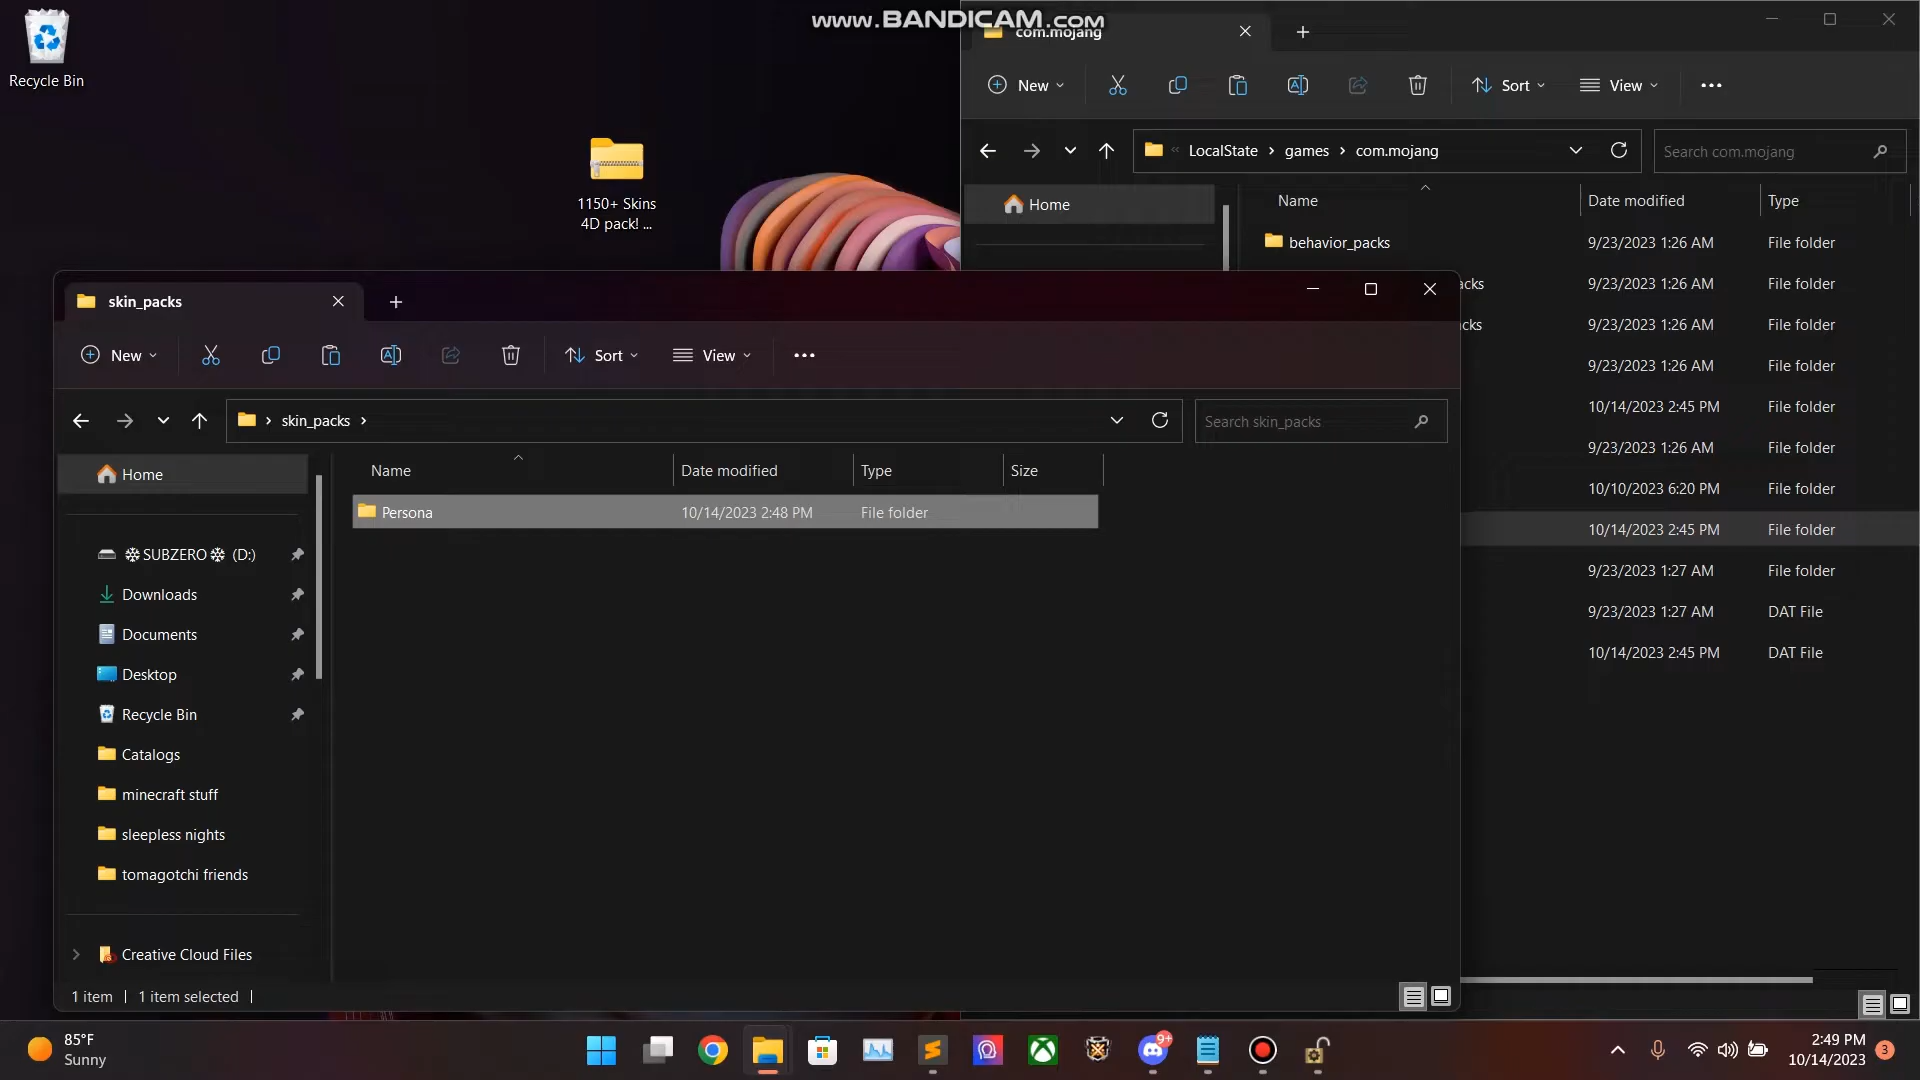 www.BANDICAM.com
Recycle Bin
1150+ Skins
4D pack! ...
com.mojang
New
Sort
View
LocalState
games
com.mojang
Search com.mojang
Home
Name
Date modified
Type
behavior_packs
9/23/2023 1:26 AM
File folder
acks
9/23/2023 1:26 AM
File folder
acks
9/23/2023 1:26 AM
File folder
9/23/2023 1:26 AM
File folder
10/14/2023 2:45 PM
File folder
9/23/2023 1:26 AM
File folder
10/10/2023 6:20 PM
File folder
10/14/2023 2:45 PM
File folder
9/23/2023 1:27 AM
File folder
9/23/2023 1:27 AM
DAT File
10/14/2023 2:45 PM
DAT File
skin_packs
New
Sort
View
skin_packs
Search skin_packs
Home
SUBZERO (D:)
Downloads
Documents
Desktop
Recycle Bin
Catalogs
minecraft stuff
sleepless nights
tomagotchi friends
Creative Cloud Files
Name
Date modified
Type
Size
Persona
10/14/2023 2:48 PM
File folder
1 item
1 item selected
85°F
Sunny
9+
2:49 PM
10/14/2023
3